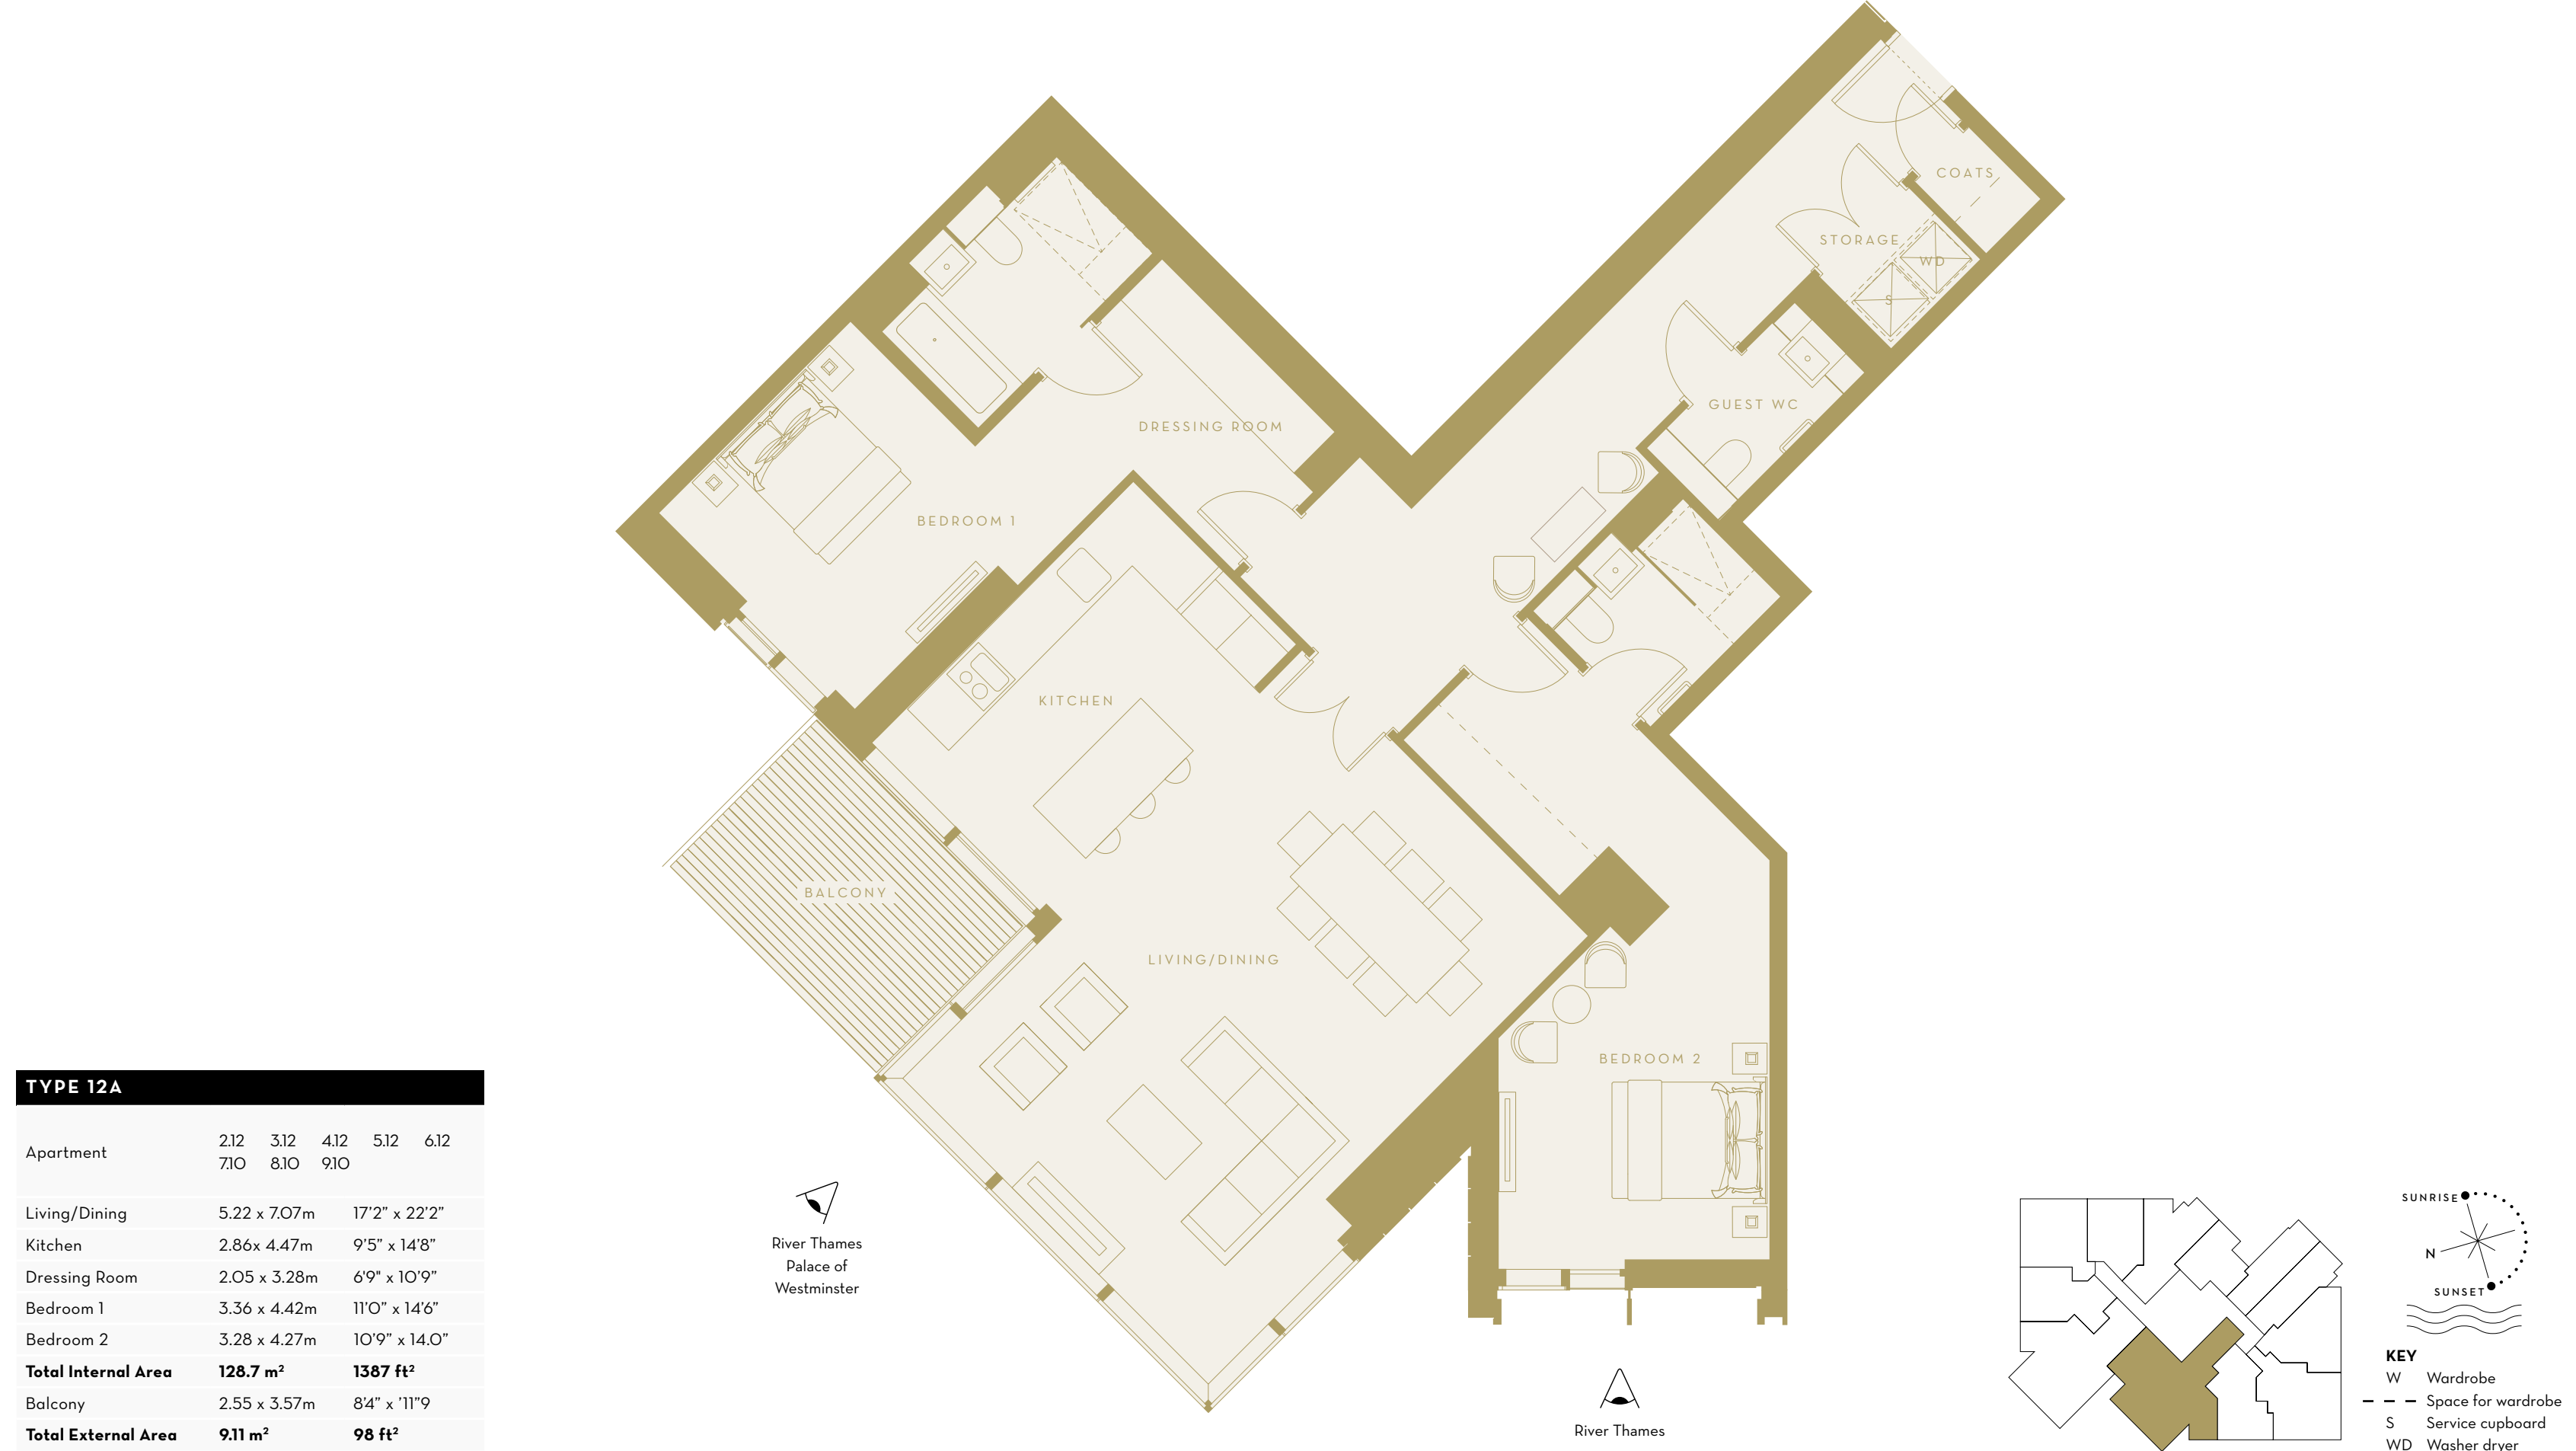 COATS
STORAGE
WD
S
GUEST WC
DRESSING ROOM
BEDROOM 1
KITCHEN
BALCONY
LIVING/DINING
BEDROOM 2
TYPE 12A
Apartment 2.12 3.12 4.12 5.12 6.12
7.10 8.10 9.10
Living/Dining 5.22 x 7.07m 17'2” x 22'2”
Kitchen 2.86x 4.47m 9'5” x 14'8”
Dressing Room 2.05 x 3.28m 6'9" x 10'9”
Bedroom 1 3.36 x 4.42m 11'0” x 14'6”
Bedroom 2 3.28 x 4.27m 10'9” x 14.0”
Total Internal Area 128.7 m² 1387 ft²
Balcony 2.55 x 3.57m 8'4” x '11”9
Total External Area 9.11 m² 98 ft²
River Thames
Palace of
Westminster
River Thames
SUNRISE
N
SUNSET
KEY
W Wardrobe
Space for wardrobe
S Service cupboard
WD Washer dryer